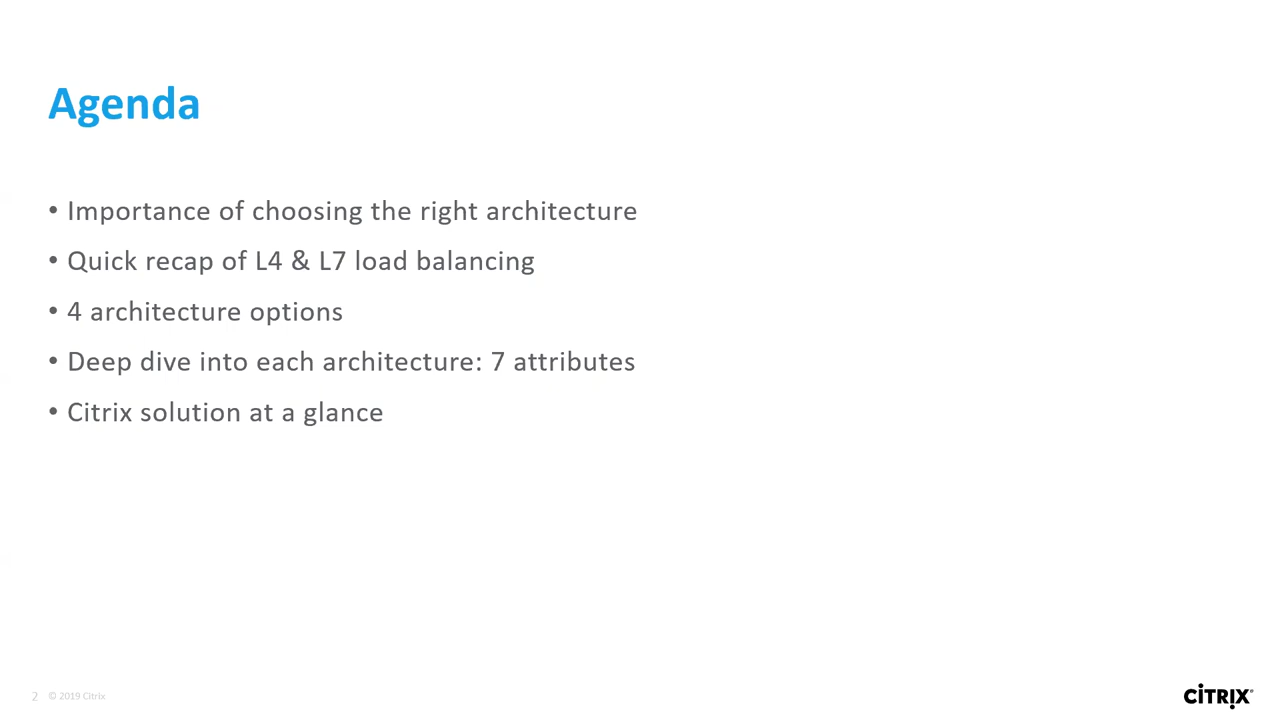 Agenda
• Importance of choosing the right architecture
• Quick recap of L4 & L7 load balancing
• 4 architecture options
• Deep dive into each architecture: 7 attributes
• Citrix solution at a glance
2 © 2019 Citrix
CITRIX®